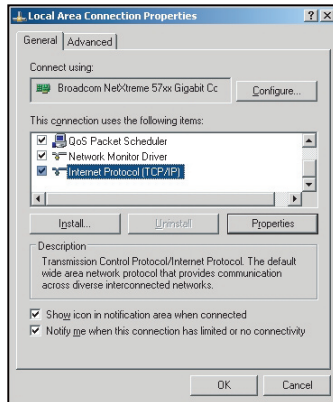 Local Area Connection Properties
General Advanced
Connect using:
Broadcom NetXtreme 57xx Gigabit Cc
Configure...
This connection uses the following items:
QoS Packet Scheduler
Network Monitor Driver
Internet Protocol (TCP/IP)
Install... Uninstall Properties
Description
Transmission Control Protocol/Internet Protocol. The default
wide area network protocol that provides communication
across diverse interconnected networks.
Show icon in notification area when connected
Notify me when this connection has limited or no connectivity
OK Cancel